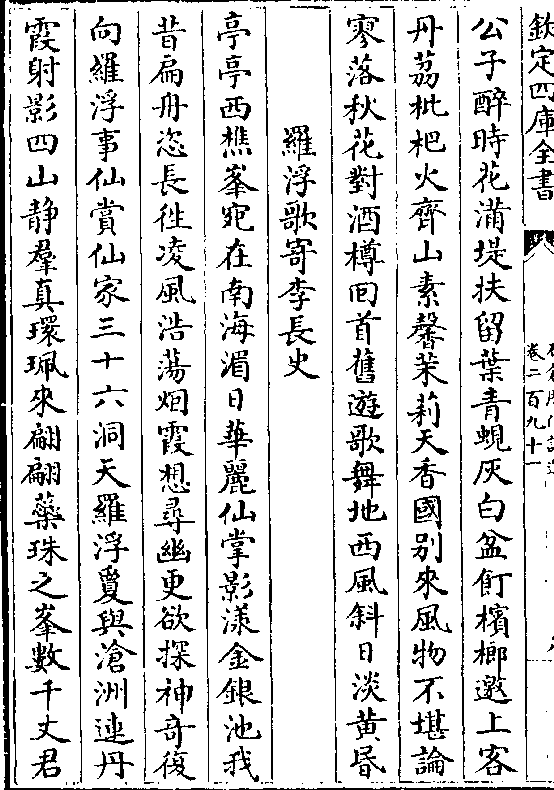 欽定四庫全書
卷二百九十一
公子醉時花滿堤扶留葉青蜆灰白盆飣檳榔邀上客
丹荔枇杷火齊山素馨茉莉天香國别來風物不堪論
寥落秋花對酒樽回首舊遊歌舞地西風斜日淡黄昬
羅浮歌寄李長史
亭亭西樵峯宛在南海湄日華麗仙掌影漾金銀池我
昔扁舟恣長徃凌風浩蕩烟霞想尋幽更欲探神奇復
向羅浮事仙賞仙家三十六洞天羅浮夐與滄洲連丹
霞射影四山静羣真環珮來翩翩蘂珠之峯數千丈君